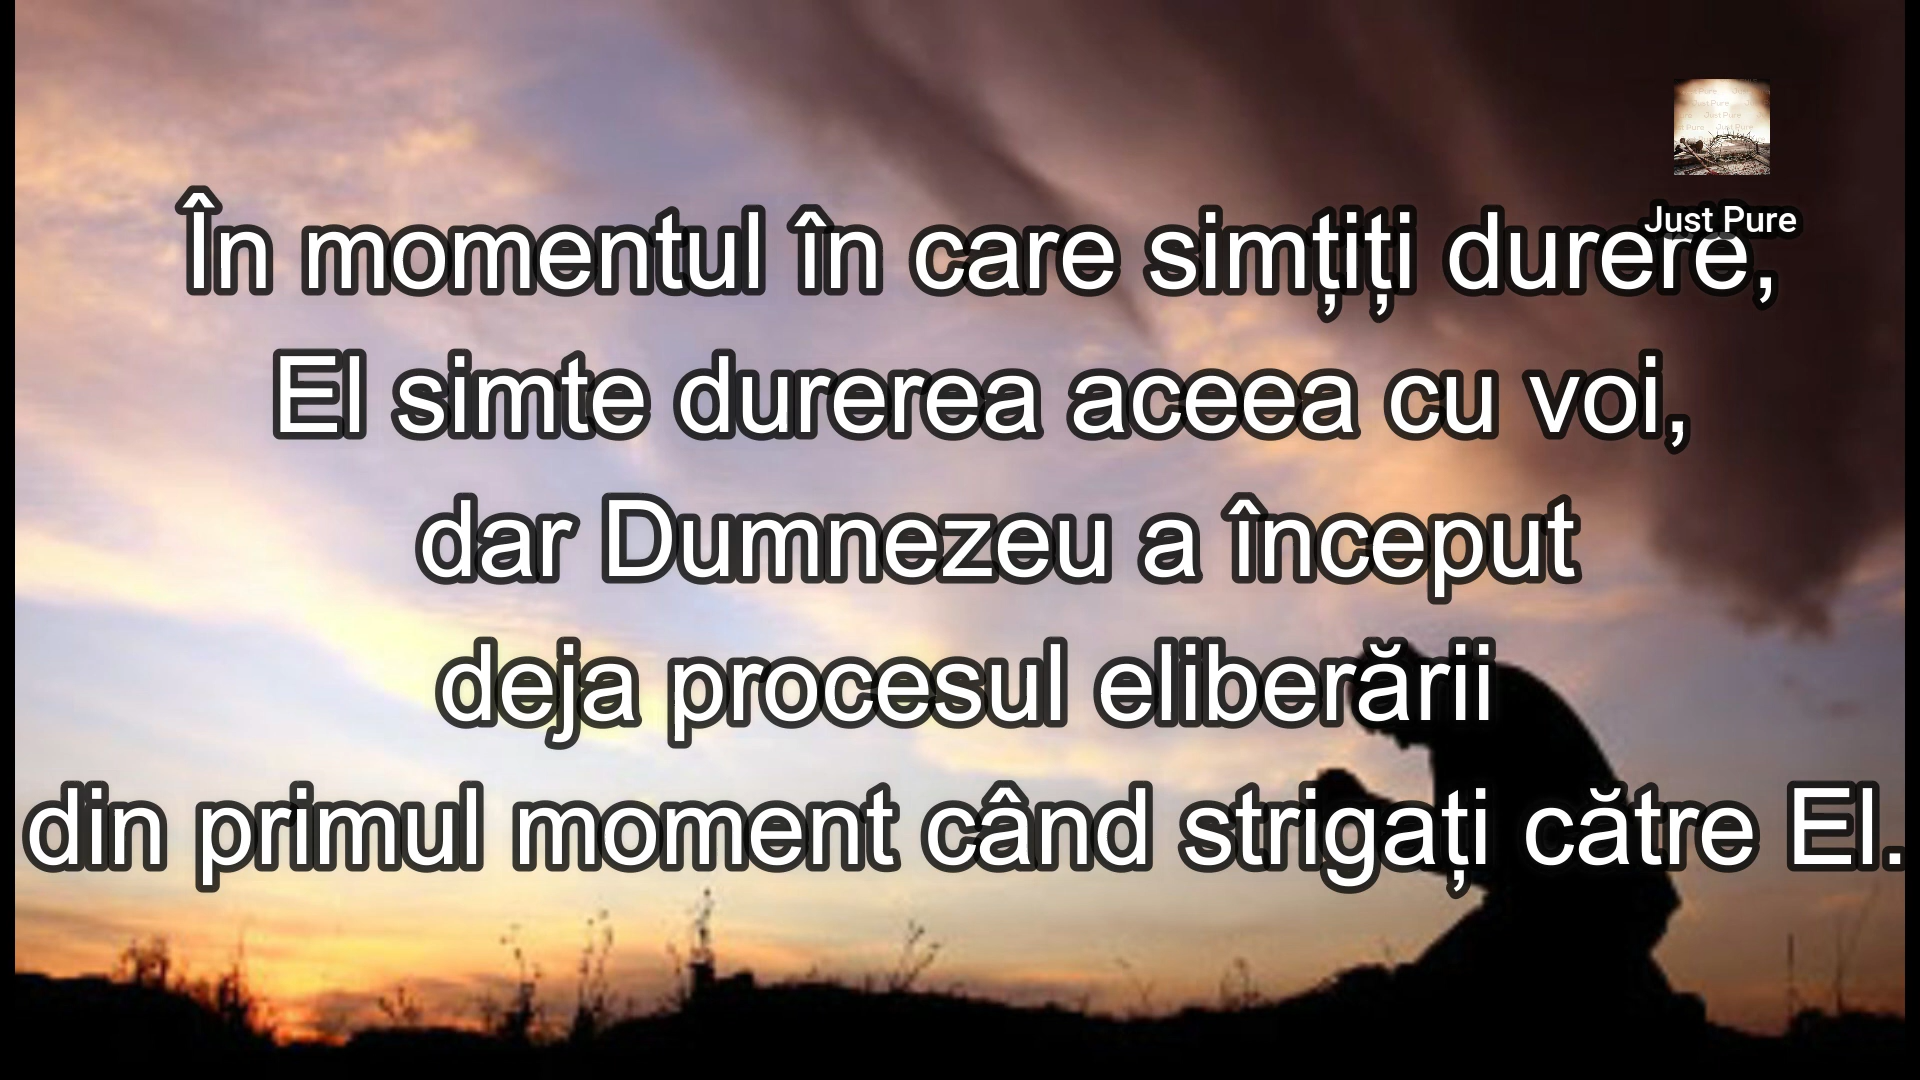 Just Pure
În momentul în care simțiți durere,
El simte durerea aceea cu voi,
dar Dumnezeu a început
deja procesul eliberării
din primul moment când strigați către El.